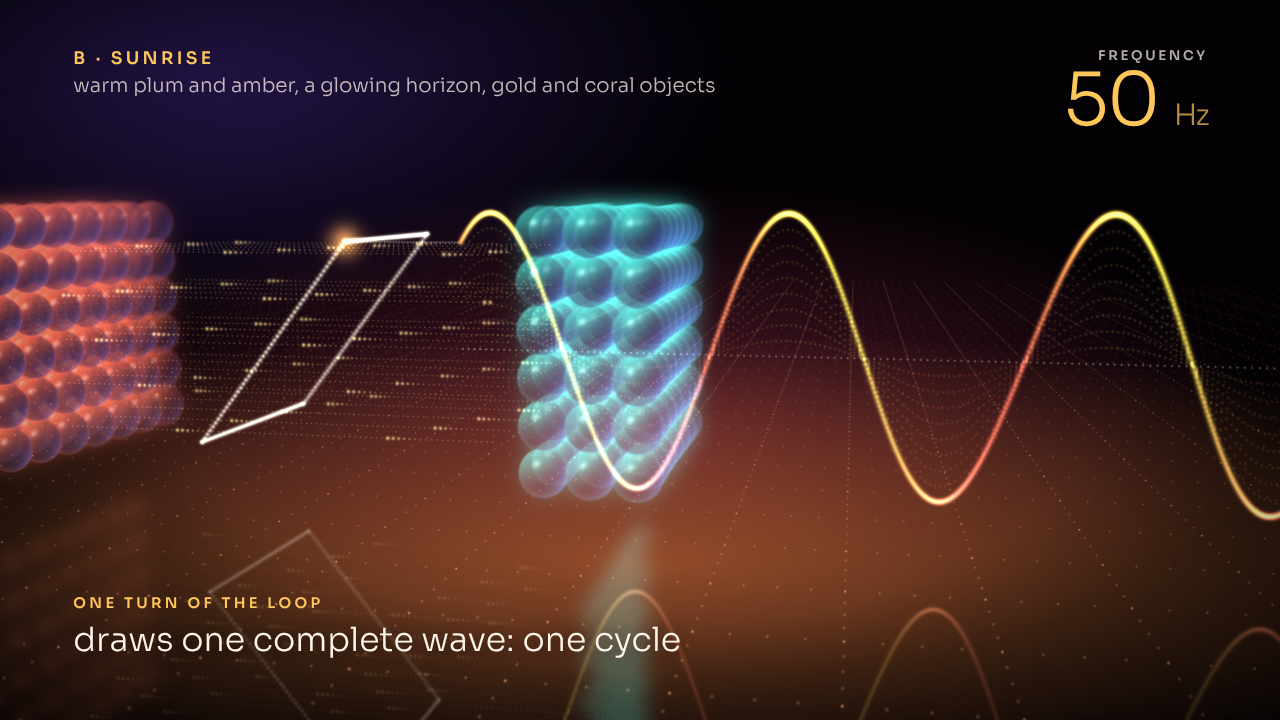 B · SUNRISE
warm plum and amber, a glowing horizon, gold and coral objects
FREQUENCY
50 Hz
ONE TURN OF THE LOOP
draws one complete wave: one cycle